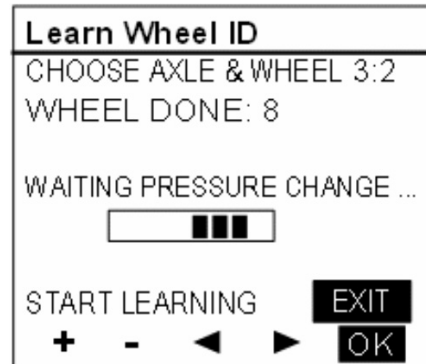 Learn Wheel ID
CHOOSE AXLE & WHEEL 3:2
WHEEL DONE: 8
WAITING PRESSURE CHANGE ...
START LEARNING EXIT
+ - ◀ ▶ OK